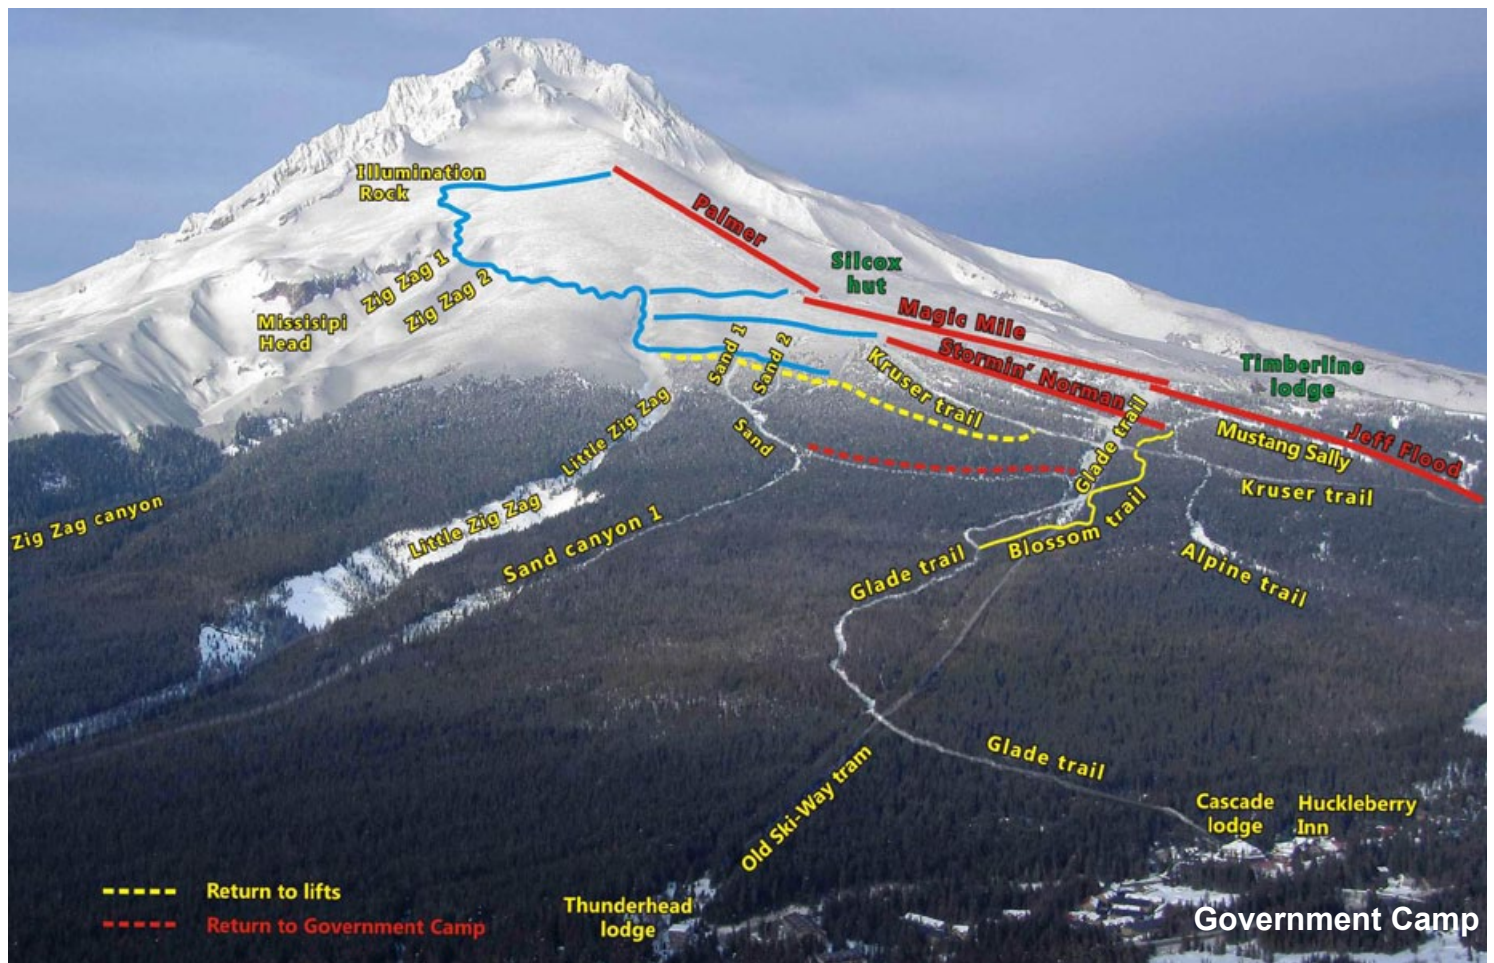 Illumination
Rock
Palmer
Silcox
hut
Zig Zag 1
Zig Zag 2
Missisipi
Head
Magic Mile
Stormin' Norman
Sand 1
Sand 2
Kruser trail
Timberline
lodge
Glade trail
Mustang Sally
Jeff Flood
Little Zig Zag
Sand
Kruser trail
Zig Zag canyon
Little Zig Zag
Sand canyon 1
Blossom trail
Glade trail
Alpine trail
Glade trail
Old Ski-Way tram
Cascade
lodge
Huckleberry
Inn
Return to lifts
Return to Government Camp
Thunderhead
lodge
Government Camp